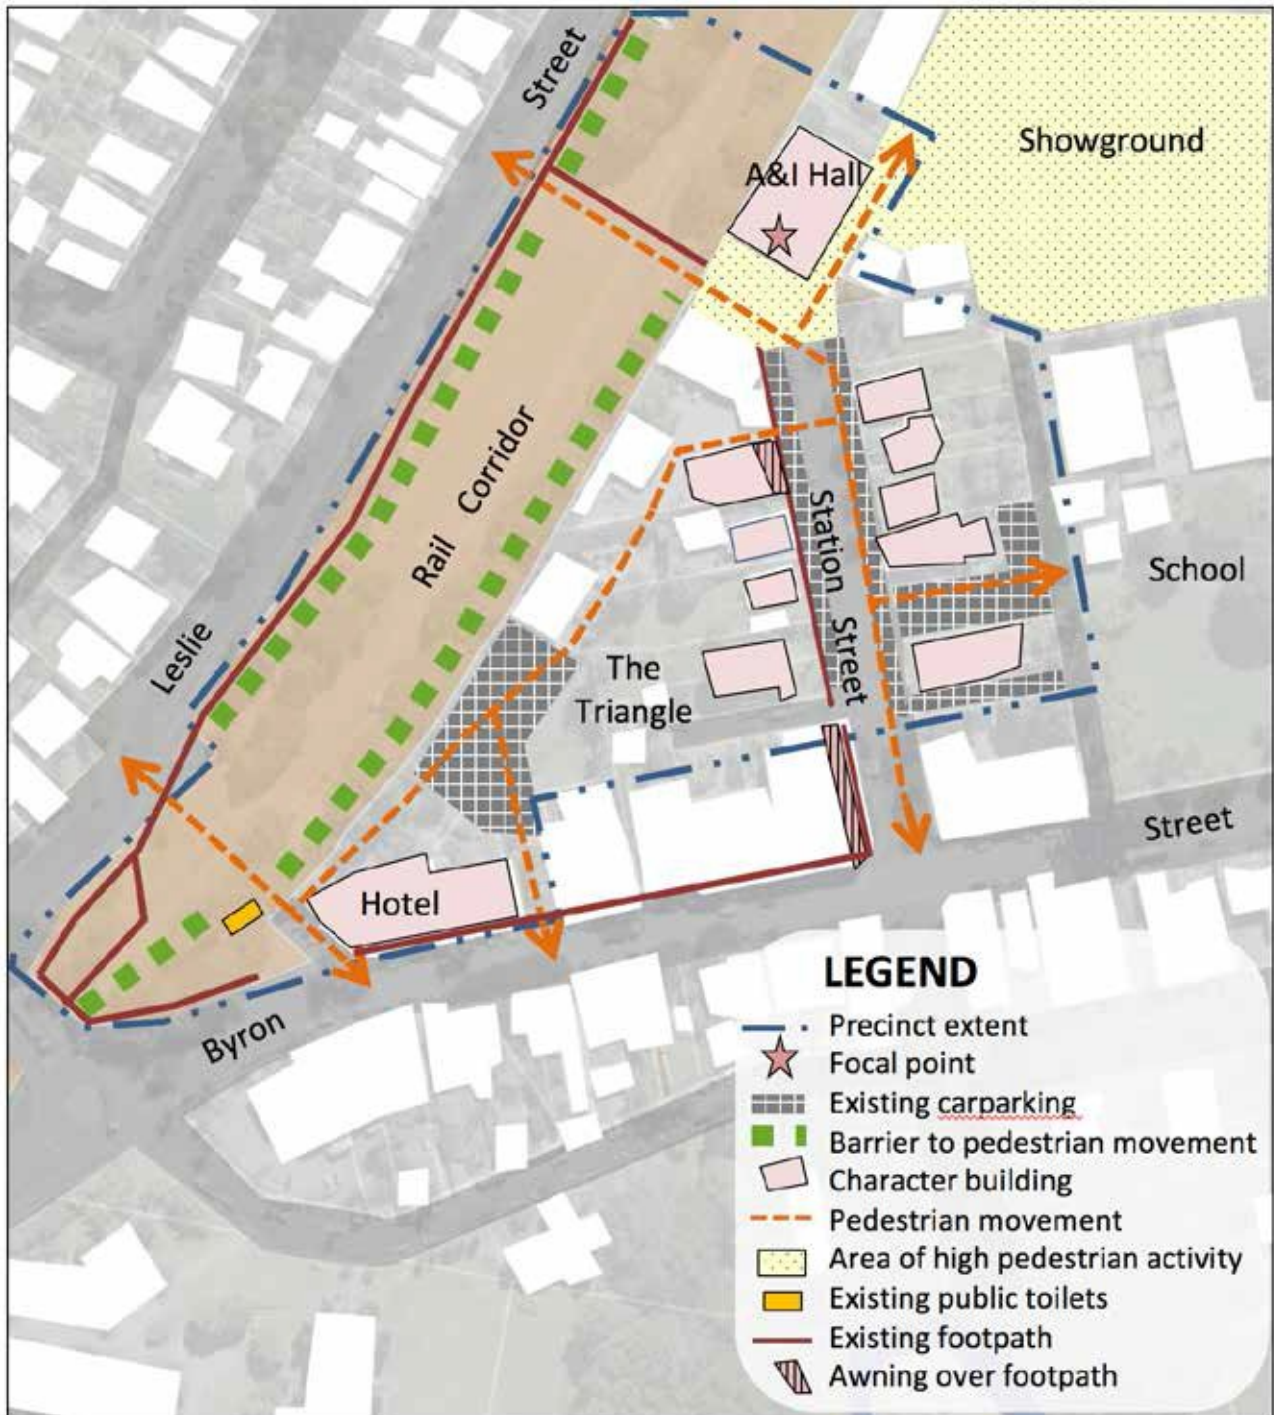 Street
Showground
A&I Hall
Rail Corridor
Station Street
School
Leslie
The
Triangle
Street
Hotel
Byron
LEGEND
Precinct extent
Focal point
Existing carparking
Barrier to pedestrian movement
Character building
Pedestrian movement
Area of high pedestrian activity
Existing public toilets
Existing footpath
Awning over footpath